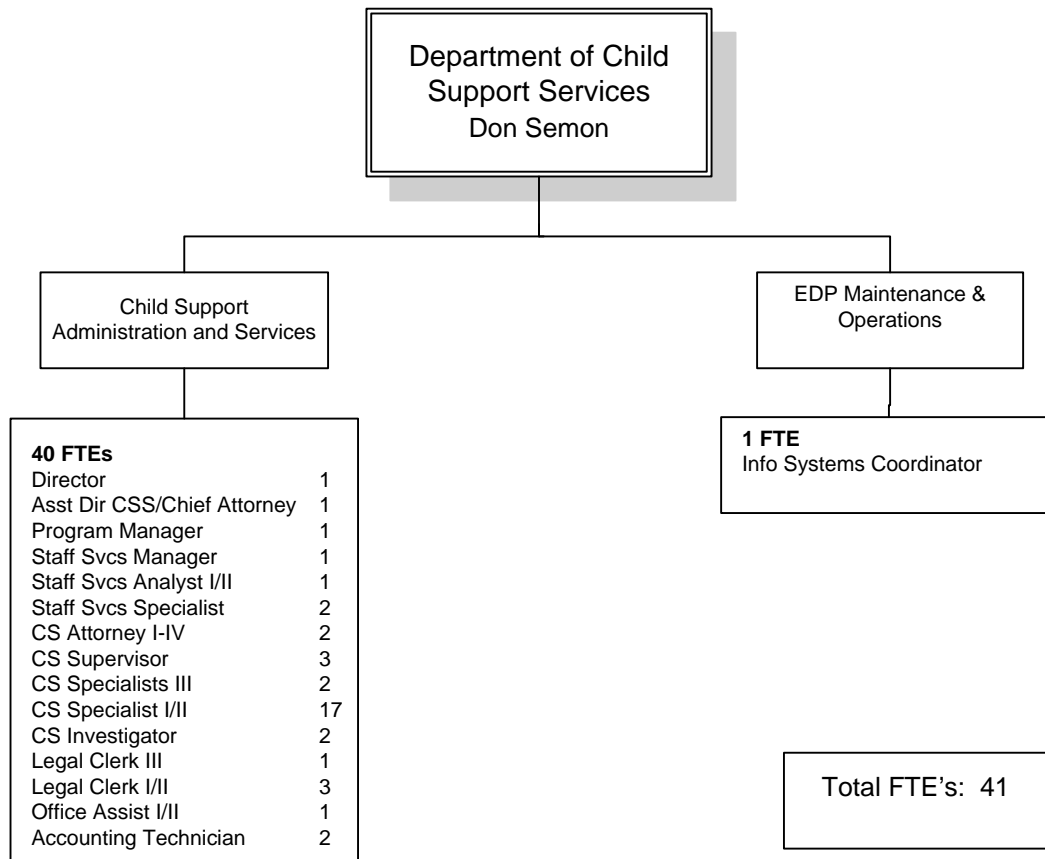 Department of Child
Support Services
Don Semon
Child Support
Administration and Services
EDP Maintenance &
Operations
40 FTEs
Director 1
Asst Dir CSS/Chief Attorney 1
Program Manager 1
Staff Svcs Manager 1
Staff Svcs Analyst I/II 1
Staff Svcs Specialist 2
CS Attorney I-IV 2
CS Supervisor 3
CS Specialists III 2
CS Specialist I/II 17
CS Investigator 2
Legal Clerk III 1
Legal Clerk I/II 3
Office Assist I/II 1
Accounting Technician 2
1 FTE
Info Systems Coordinator
Total FTE's: 41